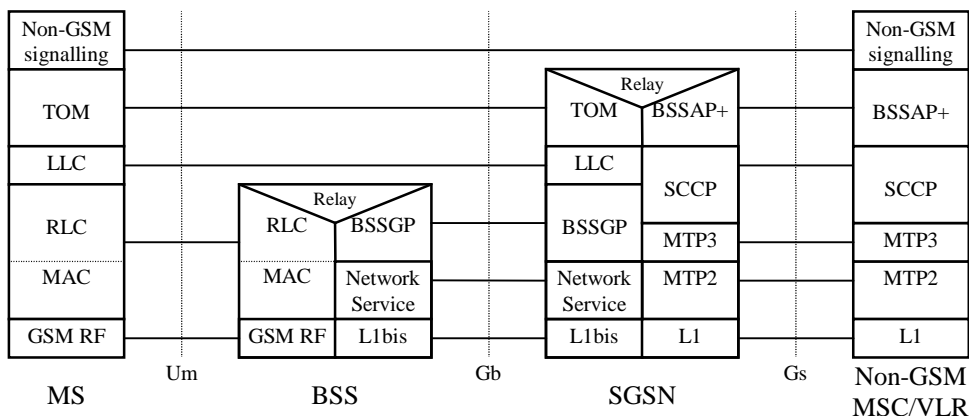 Non-GSM
signalling
Non-GSM
signalling
Relay
TOM
TOM
BSSAP+
BSSAP+
LLC
LLC
SCCP
SCCP
Relay
RLC
RLC
BSSGP
BSSGP
MTP3
MTP3
MAC
MAC
Network
Service
Network
Service
MTP2
MTP2
GSM RF
GSM RF
L1bis
L1bis
L1
L1
Um
Gb
Gs
MS
BSS
SGSN
Non-GSM
MSC/VLR